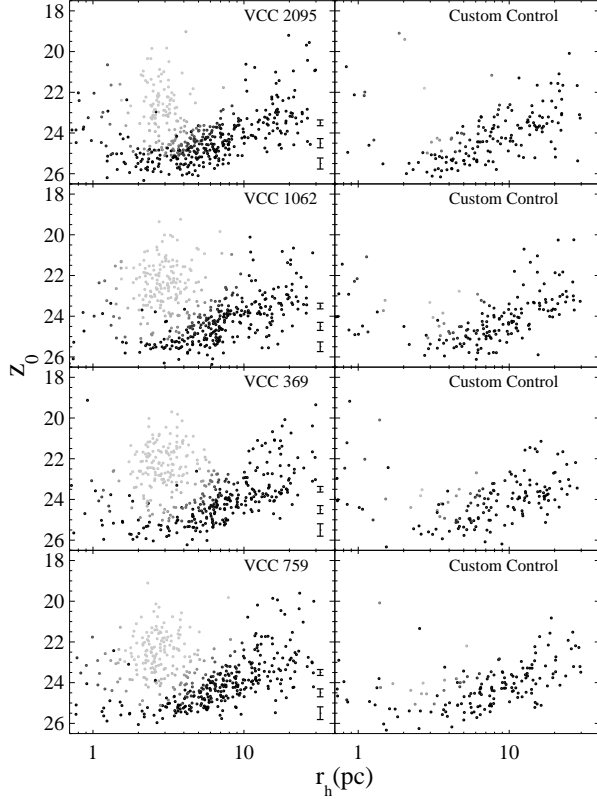 VCC 2095 Custom Control
18
20
22
24
26
VCC 1062 Custom Control
18
20
22
24
26
VCC 369 Custom Control
18
20
22
24
26
VCC 759 Custom Control
18
20
22
24
26
z0
1 10 1 10
rh(pc)